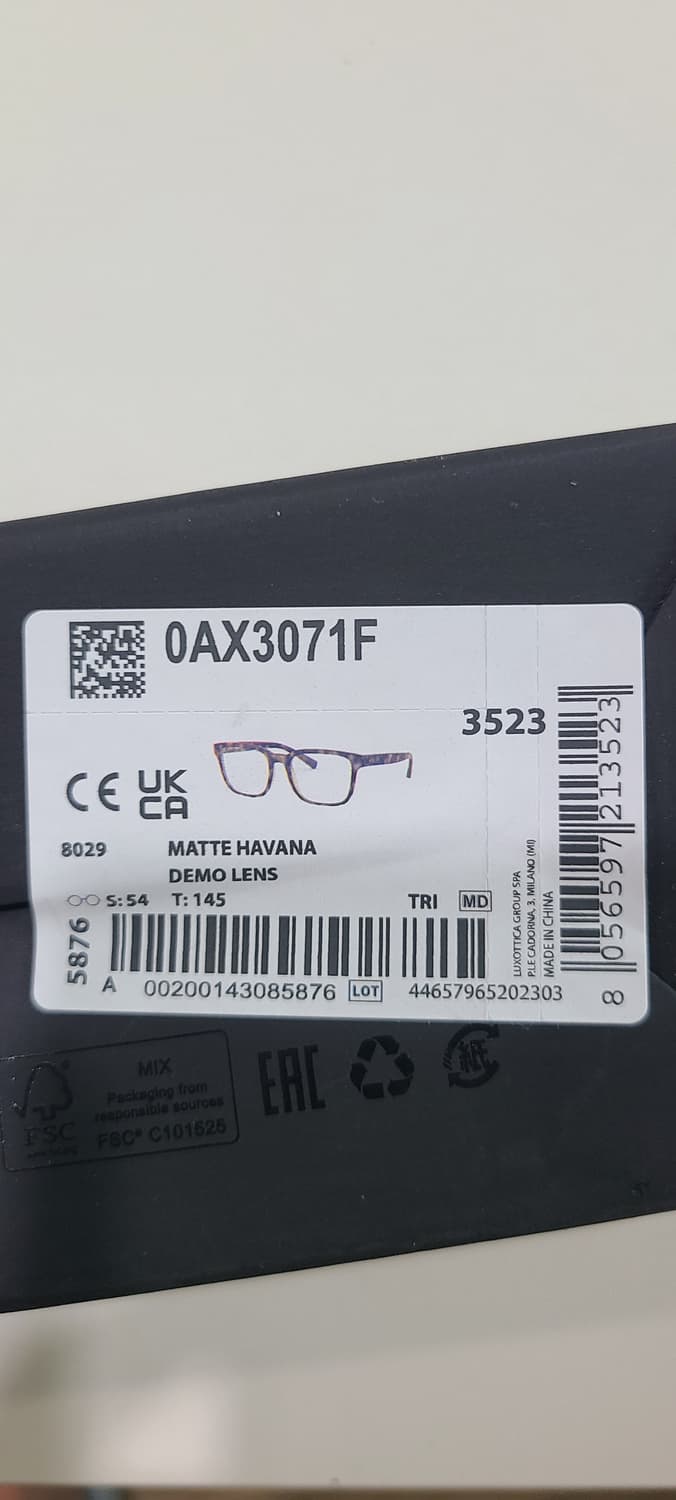 0AX3071F
3523
CE UK
CA
8029 MATTE HAVANA
DEMO LENS
S: 54 T: 145 TRI MD
5876
A 00200143085876 LOT 44657965202303
LUXOTTICA GROUP SPA
P.LE CADORNA, 3, MILANO (MI)
MADE IN CHINA
8 056597 213523
MIX
Packaging from
responsible sources
FSC
FSC® C101525
EAC
紙